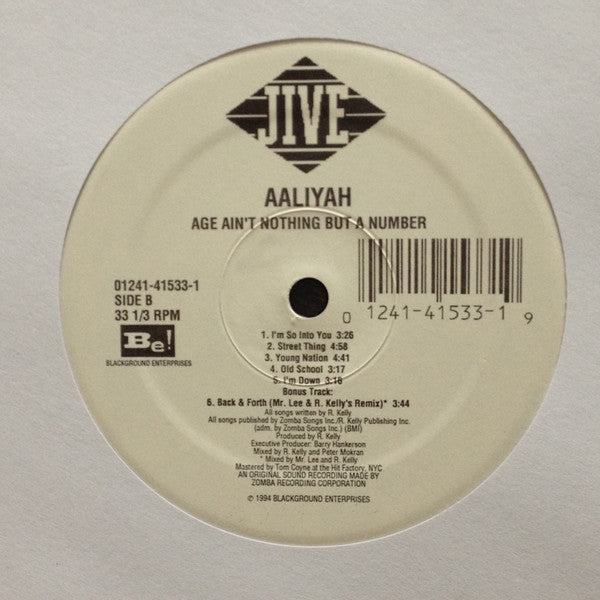 JIVE
AALIYAH
AGE AIN'T NOTHING BUT A NUMBER
01241-41533-1
SIDE B
33 1/3 RPM
Be!
BLACKGROUND ENTERPRISES
0 1241-41533-1 9
1. I'm So Into You 3:26
2. Street Thing 4:58
3. Young Nation 4:41
4. Old School 3:17
5. I'm Down 3:16
Bonus Track:
6. Back & Forth (Mr. Lee & R. Kelly's Remix)* 3:44
All songs written by R. Kelly
All songs published by Zomba Songs Inc./R. Kelly Publishing Inc.
(adm. by Zomba Songs Inc.) (BMI)
Produced by R. Kelly
Executive Producer: Barry Hankerson
Mixed by R. Kelly and Peter Mokran
* Mixed by Mr. Lee and R. Kelly
Mastered by Tom Coyne at the Hit Factory, NYC
AN ORIGINAL SOUND RECORDING MADE BY
ZOMBA RECORDING CORPORATION
℗ 1994 BLACKGROUND ENTERPRISES